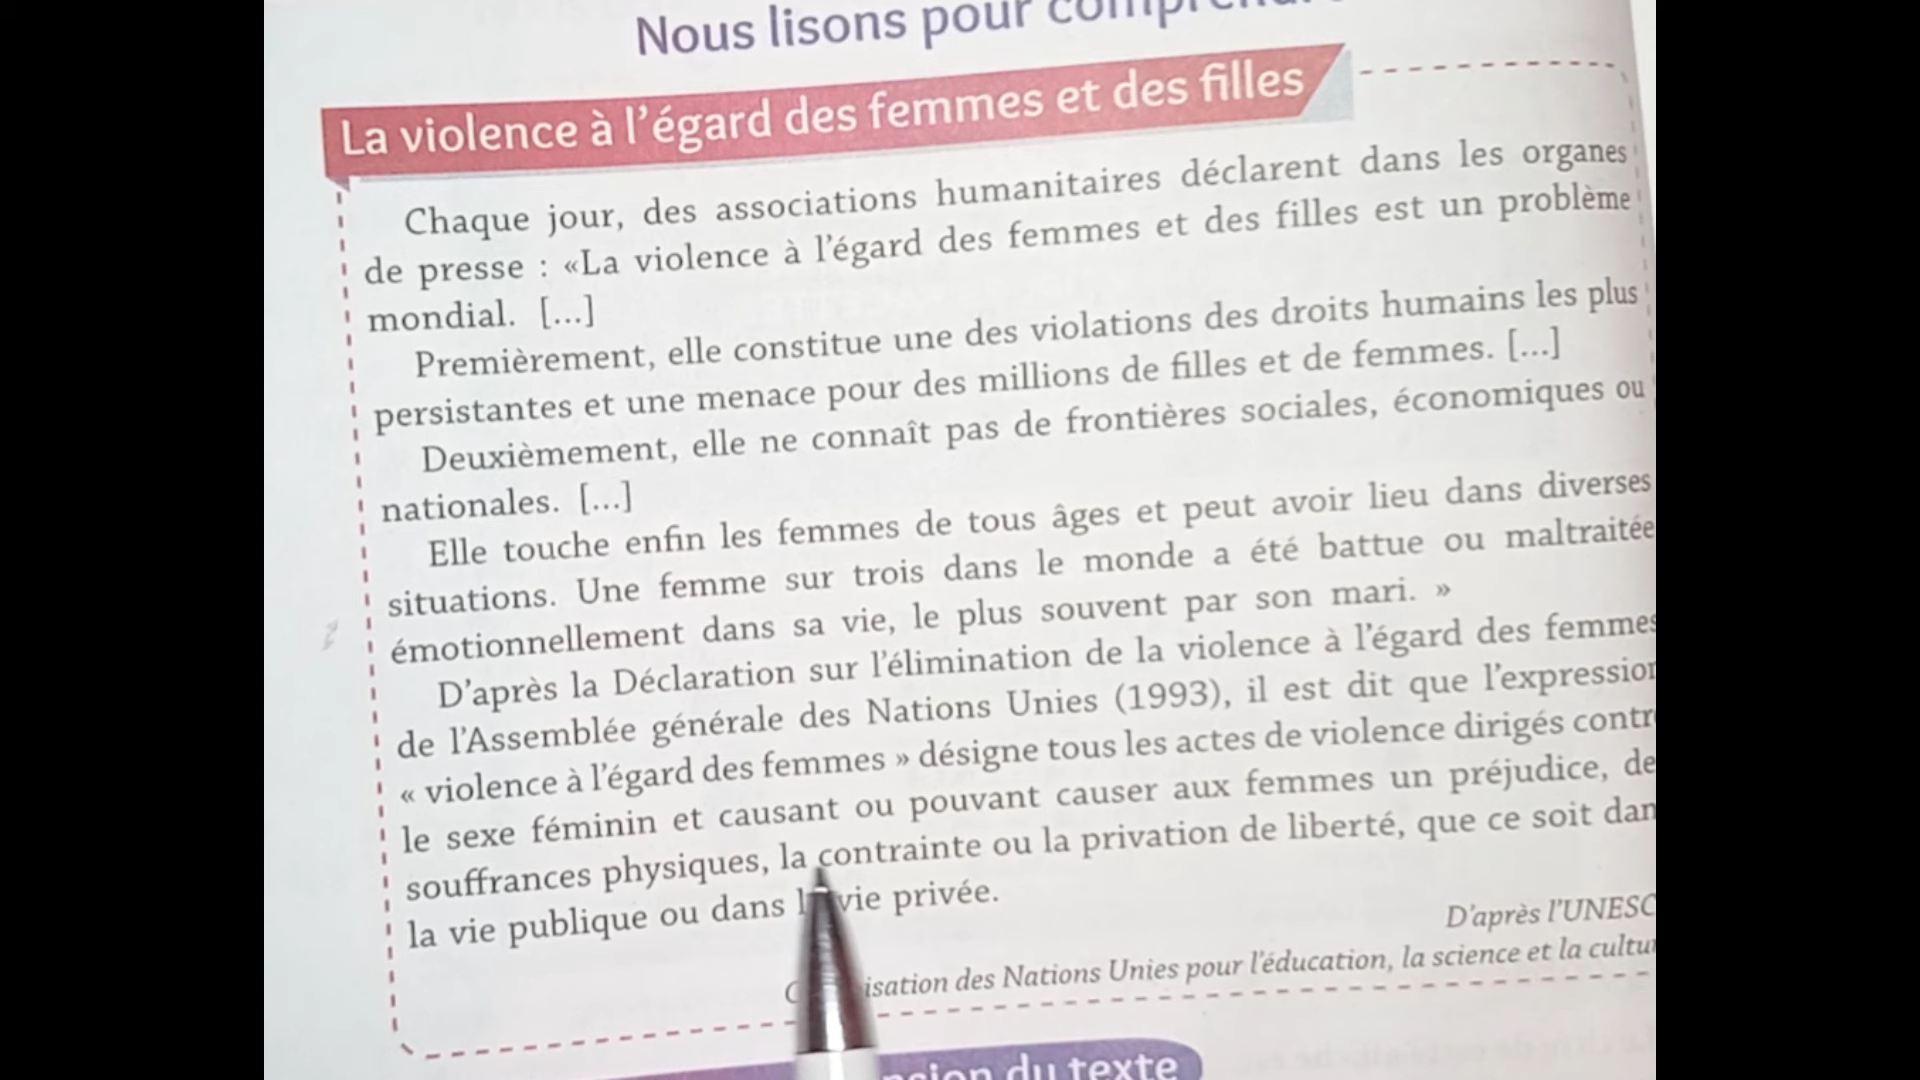 Nous lisons pour
La violence à l'égard des femmes et des filles
Chaque jour, des associations humanitaires déclarent dans les organes
de presse : «La violence à l'égard des femmes et des filles est un problème
mondial. [...]
Premièrement, elle constitue une des violations des droits humains les plus
persistantes et une menace pour des millions de filles et de femmes. [...]
Deuxièmement, elle ne connaît pas de frontières sociales, économiques ou
nationales. [...]
Elle touche enfin les femmes de tous âges et peut avoir lieu dans diverses
situations. Une femme sur trois dans le monde a été battue ou maltraitée
émotionnellement dans sa vie, le plus souvent par son mari. »
D'après la Déclaration sur l'élimination de la violence à l'égard des femmes
de l'Assemblée générale des Nations Unies (1993), il est dit que
« violence à l'égard des femmes » désigne tous les actes de violence dirigés
le sexe féminin et causant ou pouvant causer aux femmes un préjudice, de
souffrances physiques, la contrainte ou la privation de liberté, que ce soit
la vie publique ou dans vie privée.
D'après
des Nations Unies pour l'éducation, la science et la
du texte